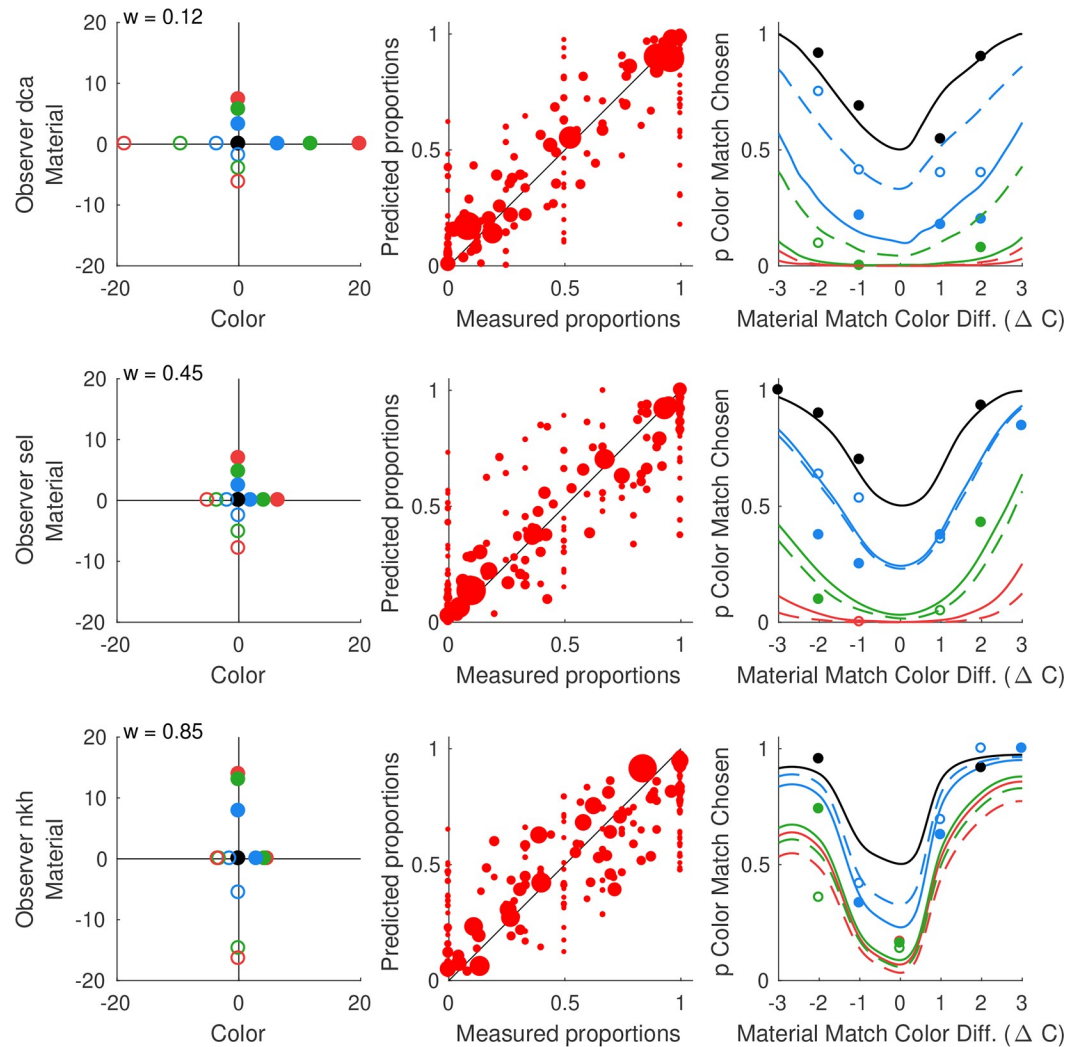 w = 0.12
Observer dca
Material
20
10
0
-10
-20
-20
0
20
Color
Predicted proportions
1
0.5
0
0
0.5
1
Measured proportions
p Color Match Chosen
1
0.5
0
-3 -2 -1 0 1 2 3
Material Match Color Diff. (Δ C)
w = 0.45
Observer sel
Material
20
10
0
-10
-20
-20
0
20
Color
Predicted proportions
1
0.5
0
0
0.5
1
Measured proportions
p Color Match Chosen
1
0.5
0
-3 -2 -1 0 1 2 3
Material Match Color Diff. (Δ C)
w = 0.85
Observer nkh
Material
20
10
0
-10
-20
-20
0
20
Color
Predicted proportions
1
0.5
0
0
0.5
1
Measured proportions
p Color Match Chosen
1
0.5
0
-3 -2 -1 0 1 2 3
Material Match Color Diff. (Δ C)